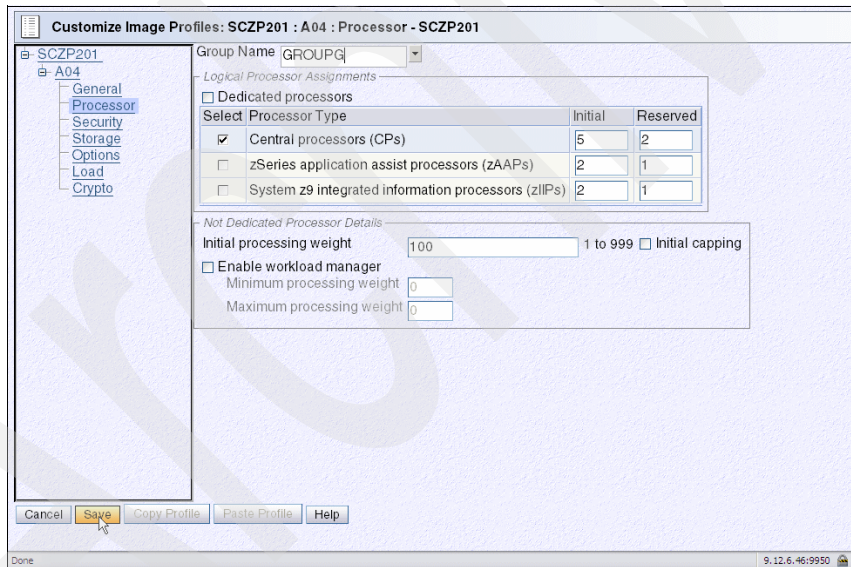 Customize Image Profiles: SCZP201 : A04 : Processor - SCZP201
SCZP201
A04
General
Processor
Security
Storage
Options
Load
Crypto
Group Name GROUPG
Logical Processor Assignments
Dedicated processors
Select Processor Type Initial Reserved
Central processors (CPs) 5 2
zSeries application assist processors (zAAPs) 2 1
System z9 integrated information processors (zIIPs) 2 1
Not Dedicated Processor Details
Initial processing weight 100 1 to 999 Initial capping
Enable workload manager
Minimum processing weight 0
Maximum processing weight 0
Cancel Save Copy Profile Paste Profile Help
Done 9.12.6.46:9950